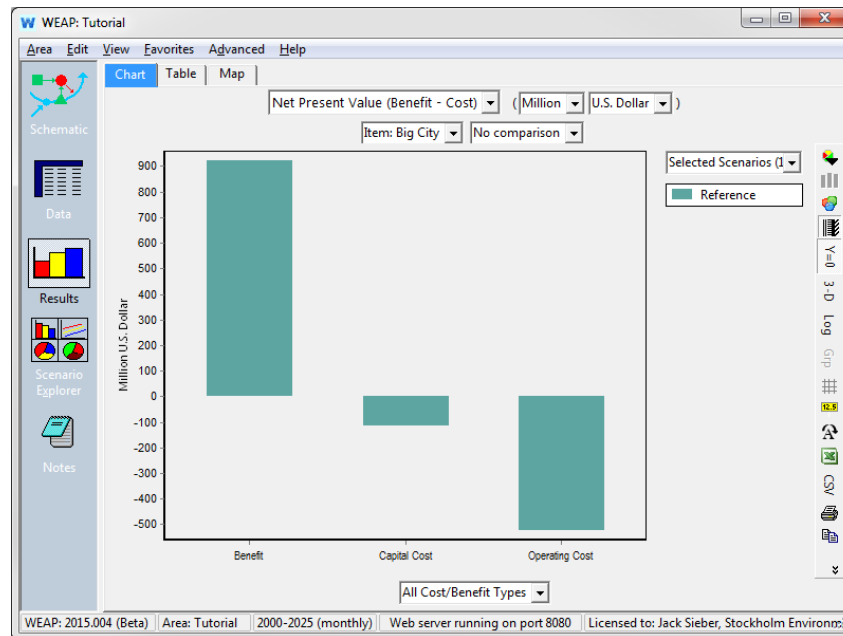 WEAP: Tutorial
Area Edit View Favorites Advanced Help
Chart Table Map
Net Present Value (Benefit - Cost) ( Million U.S. Dollar )
Item: Big City No comparison
Schematic
Data
Results
Scenario
Explorer
Notes
Million U.S. Dollar
900
800
700
600
500
400
300
200
100
0
-100
-200
-300
-400
-500
Benefit Capital Cost Operating Cost
All Cost/Benefit Types
Selected Scenarios (1
Reference
Y=0
3-D
Log
Grp
12.5
A
CSV
WEAP: 2015.004 (Beta) Area: Tutorial 2000-2025 (monthly) Web server running on port 8080 Licensed to: Jack Sieber, Stockholm Environm